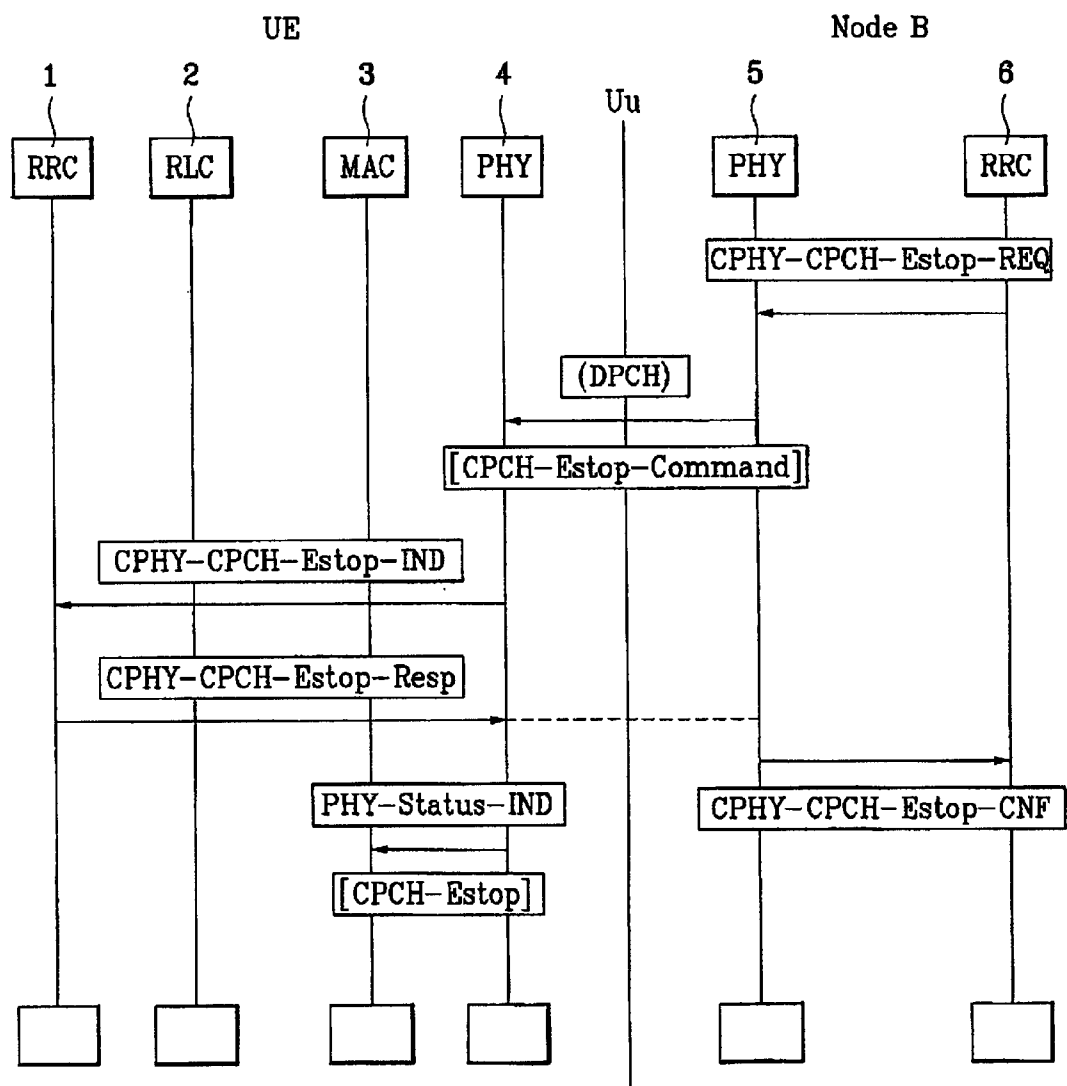 UE
Node B
1
2
3
4
5
6
Uu
RRC
RLC
MAC
PHY
PHY
RRC
CPHY-CPCH-Estop-REQ
(DPCH)
[CPCH-Estop-Command]
CPHY-CPCH-Estop-IND
CPHY-CPCH-Estop-Resp
PHY-Status-IND
CPHY-CPCH-Estop-CNF
[CPCH-Estop]